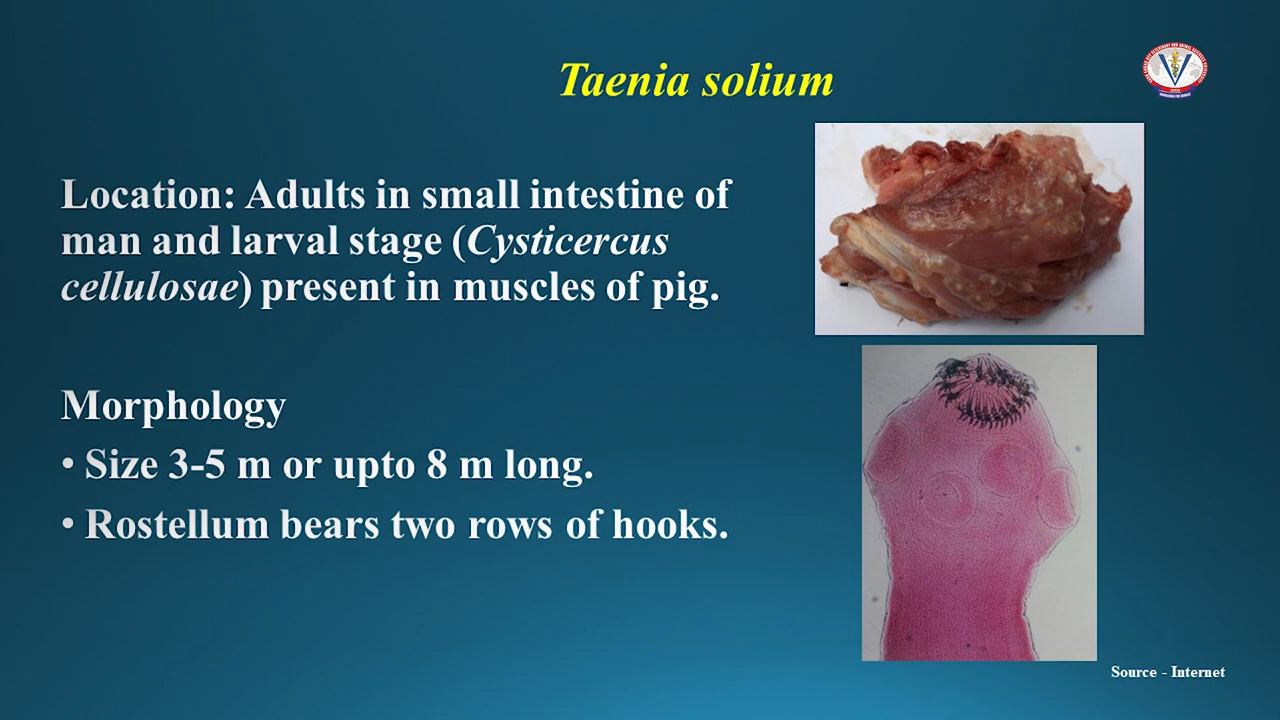 Taenia solium
Location: Adults in small intestine of
man and larval stage (Cysticercus
cellulosae) present in muscles of pig.
Morphology
• Size 3-5 m or upto 8 m long.
• Rostellum bears two rows of hooks.
Source - Internet